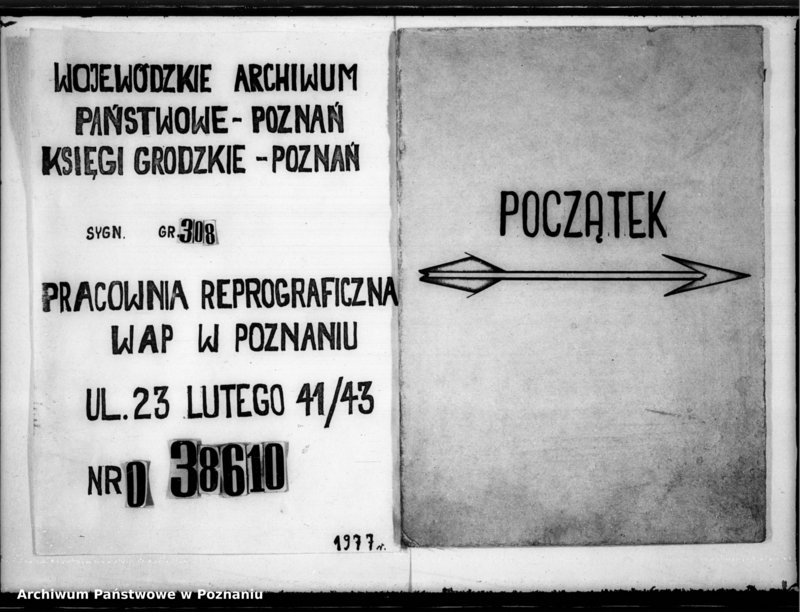 WOJEWÓDZKIE ARCHIWUM
PAŃSTWOWE - POZNAŃ
KSIĘGI GRODZKIE - POZNAŃ
SYGN. GR. 308
PRACOWNIA REPROGRAFICZNA
WAP W POZNANIU
UL. 23 LUTEGO 41/43
NR 0 38610
1977 r.
POCZĄTEK
Archiwum Państwowe w Poznaniu